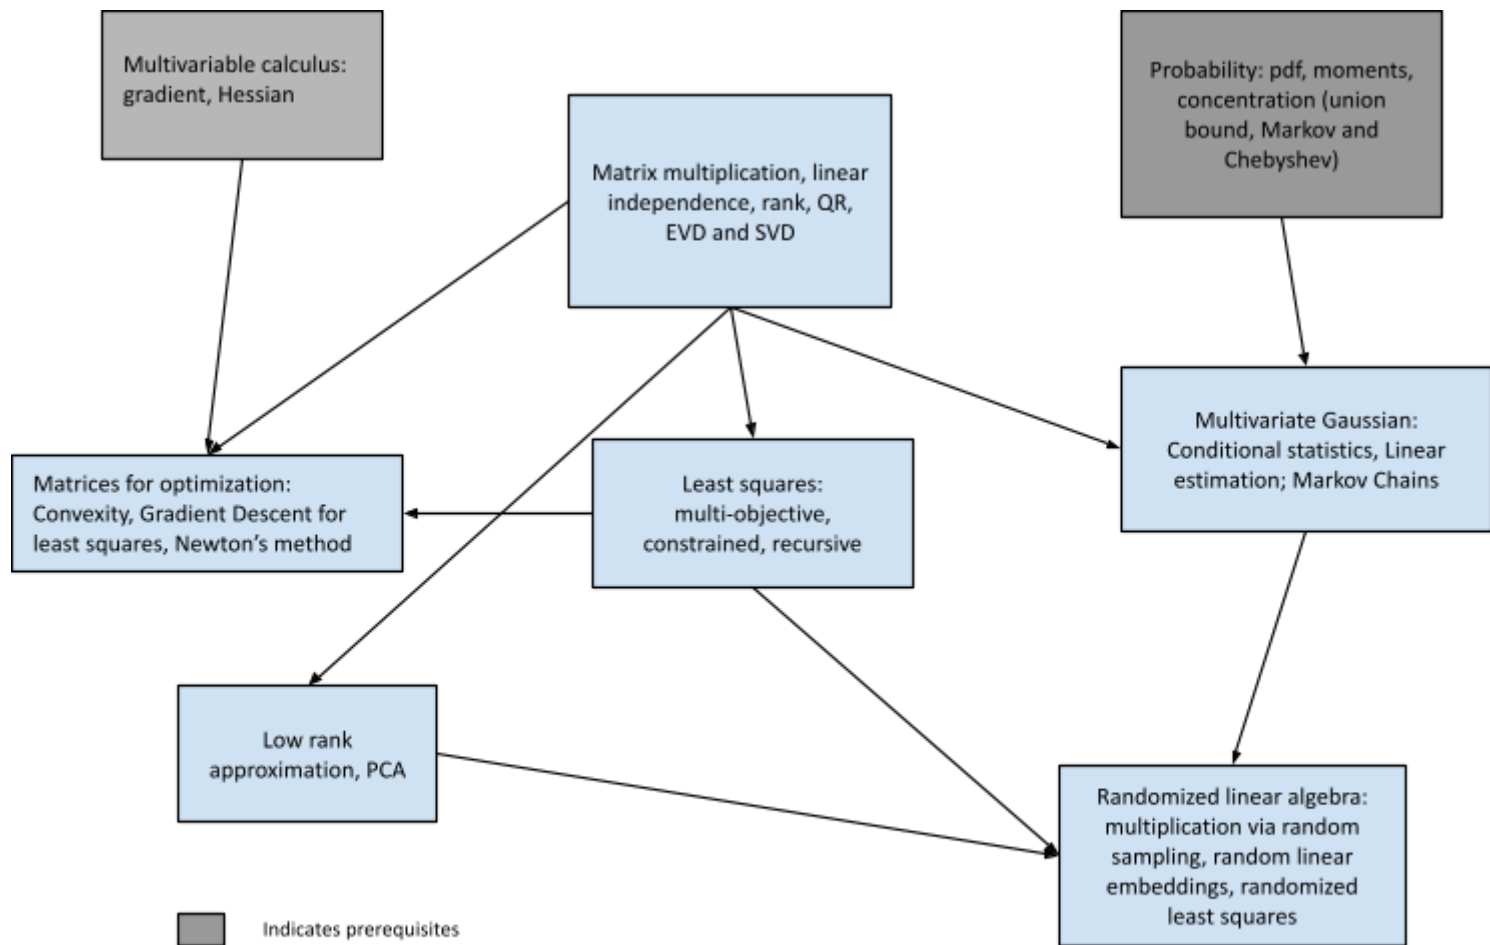 Multivariable calculus:
gradient, Hessian
Probability: pdf, moments,
concentration (union
bound, Markov and
Chebyshev)
Matrix multiplication, linear
independence, rank, QR,
EVD and SVD
Multivariate Gaussian:
Conditional statistics, Linear
estimation; Markov Chains
Matrices for optimization:
Convexity, Gradient Descent for
least squares, Newton’s method
Least squares:
multi-objective,
constrained, recursive
Low rank
approximation, PCA
Randomized linear algebra:
multiplication via random
sampling, random linear
embeddings, randomized
least squares
Indicates prerequisites